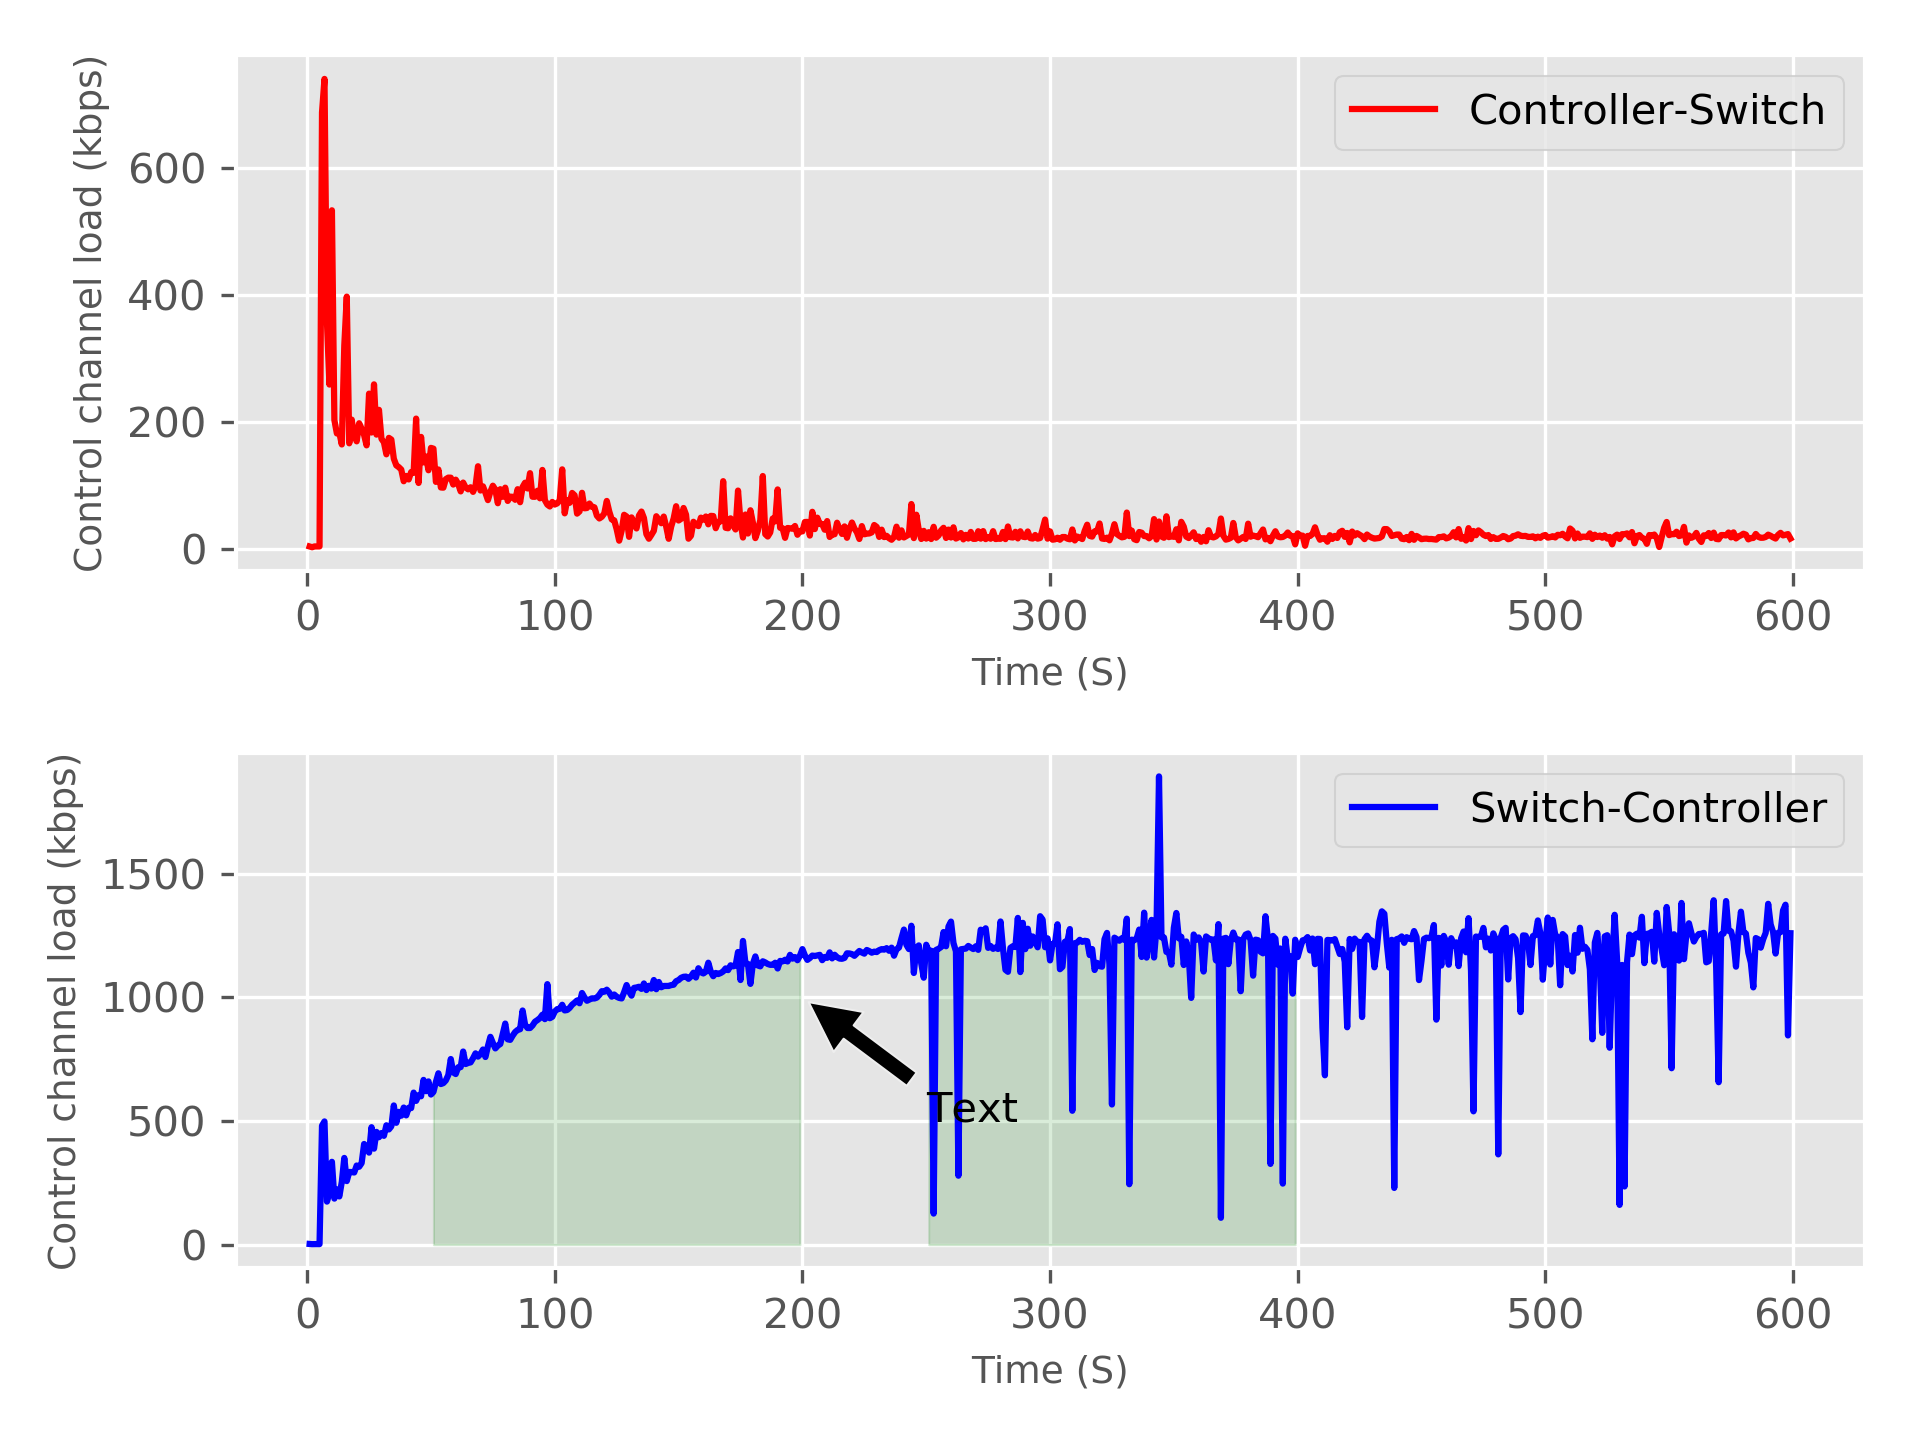 Control channel load (kbps)
600
400
200
0
Controller-Switch
0 100 200 300 400 500 600
Time (S)
Control channel load (kbps)
1500
1000
500
0
Switch-Controller
Text
0 100 200 300 400 500 600
Time (S)